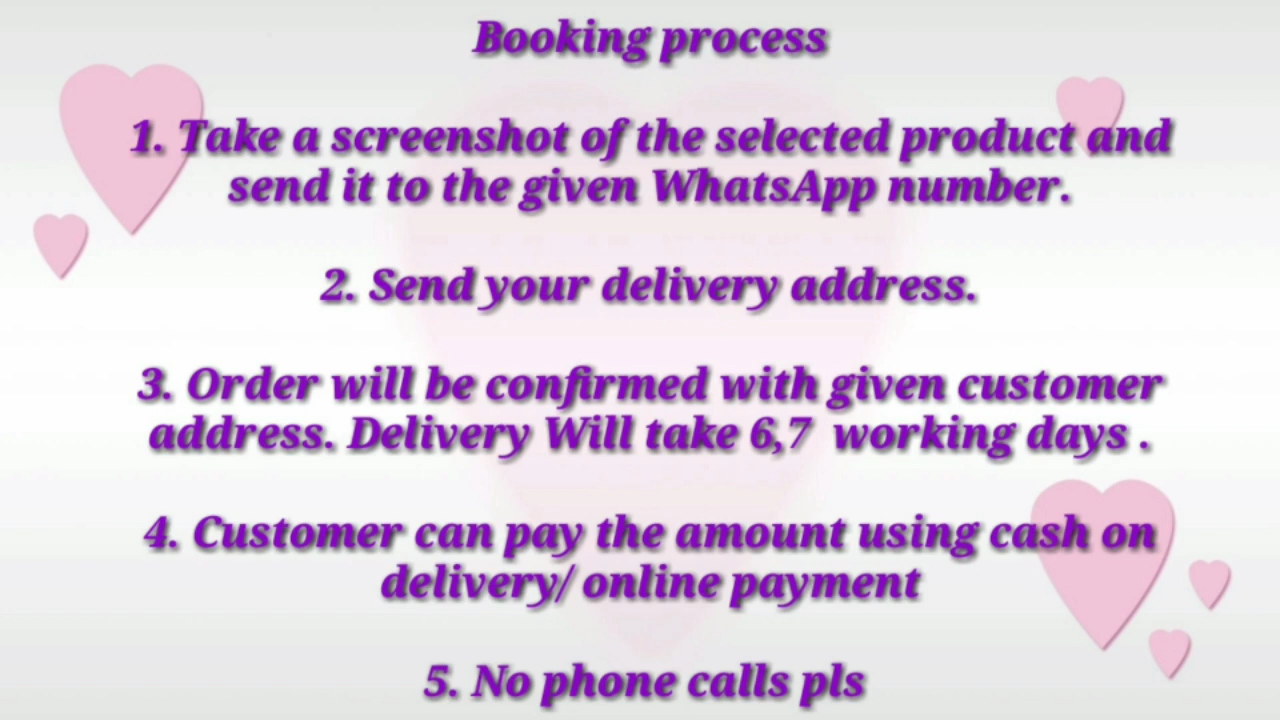 Booking process
1. Take a screenshot of the selected product and
send it to the given WhatsApp number.
2. Send your delivery address.
3. Order will be confirmed with given customer
address. Delivery Will take 6,7 working days .
4. Customer can pay the amount using cash on
delivery/ online payment
5. No phone calls pls